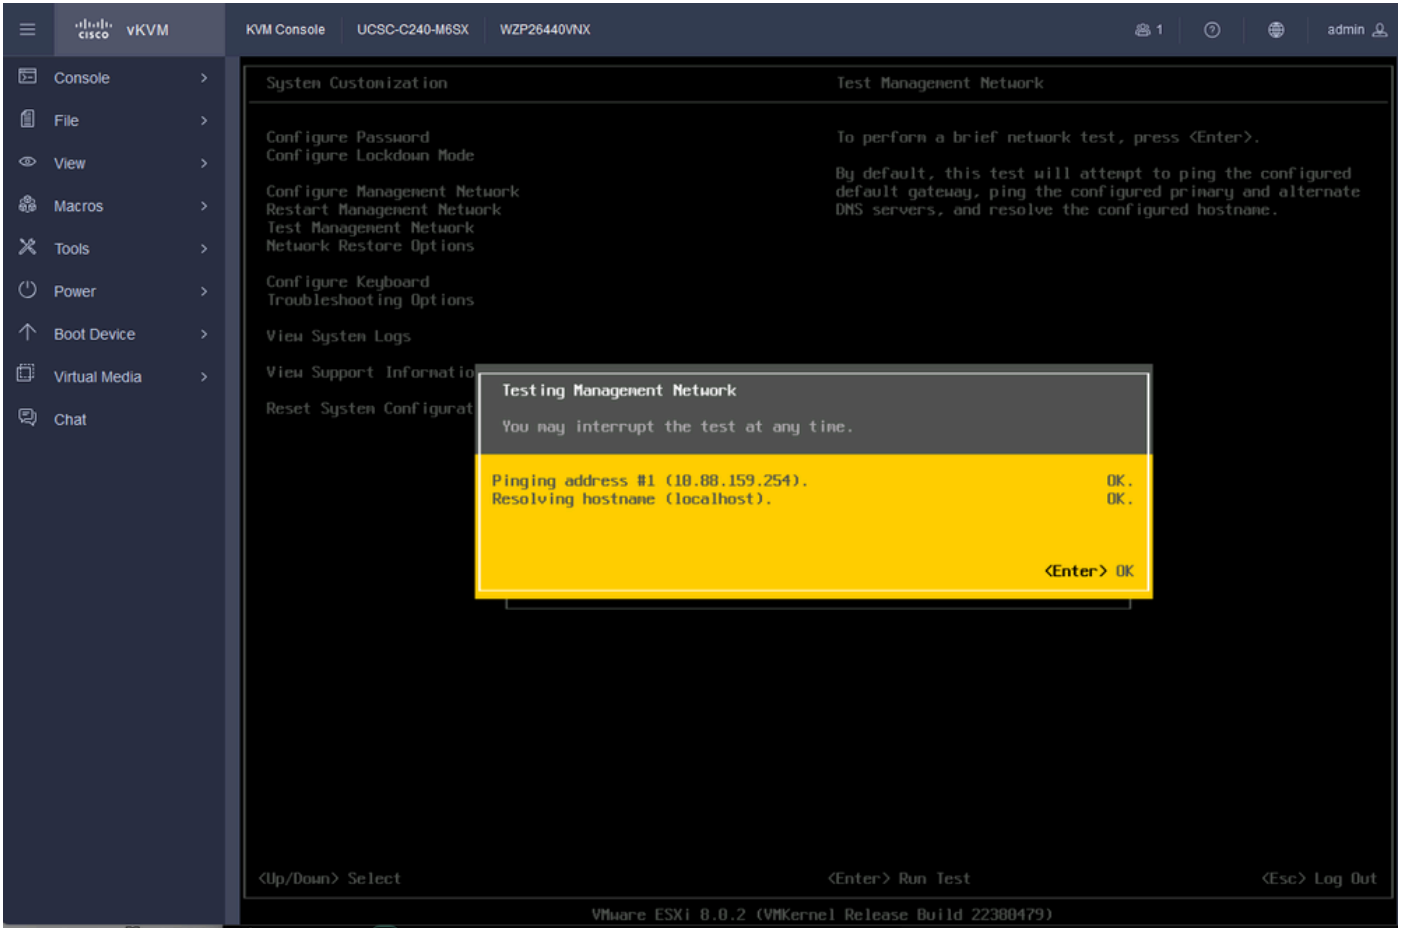 cisco vKVM KVM Console UCSC-C240-M6SX WZP26440VNX 1 admin
Console
File
View
Macros
Tools
Power
Boot Device
Virtual Media
Chat
System Customization
Configure Password
Configure Lockdown Mode
Configure Management Network
Restart Management Network
Test Management Network
Network Restore Options
Configure Keyboard
Troubleshooting Options
View System Logs
View Support Informatio
Reset System Configurat
Test Management Network
To perform a brief network test, press <Enter>.
By default, this test will attempt to ping the configured
default gateway, ping the configured primary and alternate
DNS servers, and resolve the configured hostname.
Testing Management Network
You may interrupt the test at any time.
Pinging address #1 (10.88.159.254). OK.
Resolving hostname (localhost). OK.
<Enter> OK
<Up/Down> Select <Enter> Run Test <Esc> Log Out
VMware ESXi 8.0.2 (VMKernel Release Build 22380479)